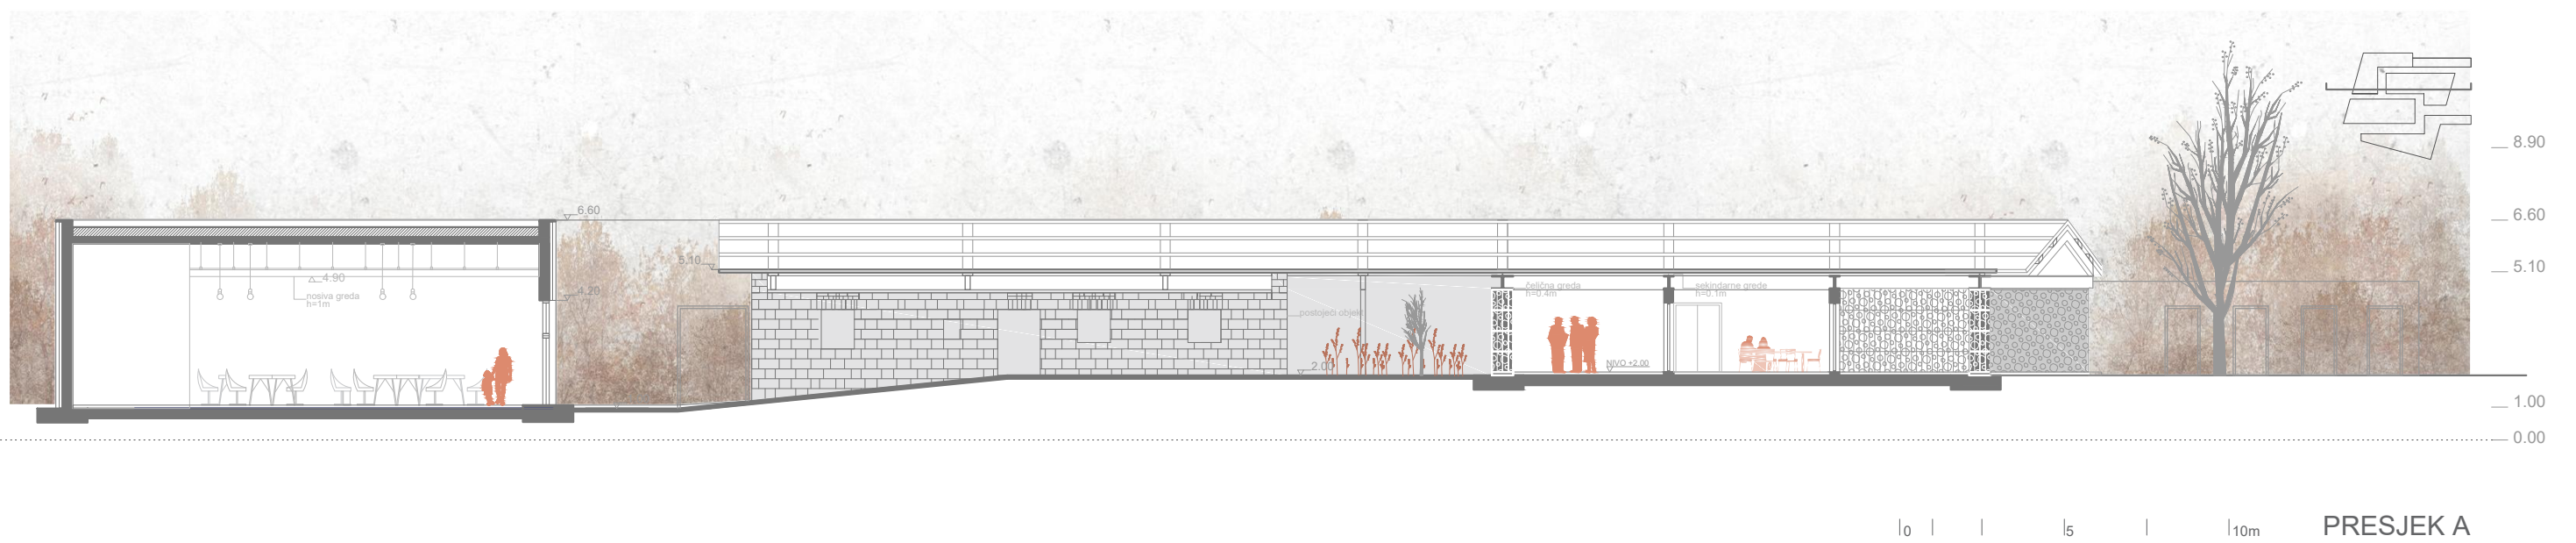 8.90
6.60
6.60
5.10
5.10
4.90
nosiva greda
h=1m
4.20
čelična greda
h=0.4m
sekindarne grede
h=0.1m
postojeći objekt
2.00
NIVO +2.00
1.00
0.00
0
5
10m
PRESJEK A